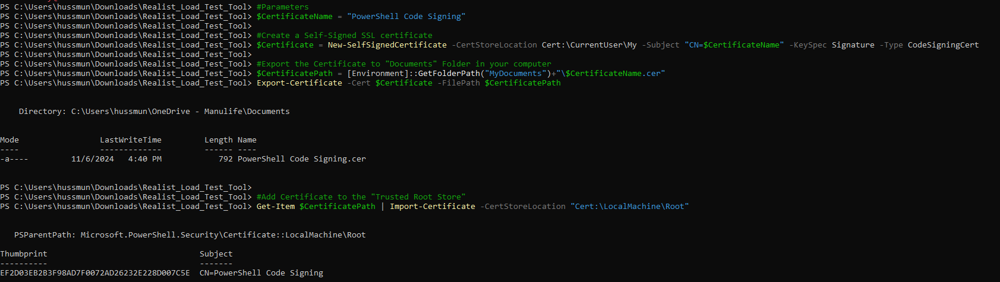 PS C:\Users\hussmun\Downloads\Realist_Load_Test_Tool> #Parameters
PS C:\Users\hussmun\Downloads\Realist_Load_Test_Tool> $CertificateName = "PowerShell Code Signing"
PS C:\Users\hussmun\Downloads\Realist_Load_Test_Tool>
PS C:\Users\hussmun\Downloads\Realist_Load_Test_Tool> #Create a Self-Signed SSL certificate
PS C:\Users\hussmun\Downloads\Realist_Load_Test_Tool> $Certificate = New-SelfSignedCertificate -CertStoreLocation Cert:\CurrentUser\My -Subject "CN=$CertificateName" -KeySpec Signature -Type CodeSigningCert
PS C:\Users\hussmun\Downloads\Realist_Load_Test_Tool>
PS C:\Users\hussmun\Downloads\Realist_Load_Test_Tool> #Export the Certificate to "Documents" Folder in your computer
PS C:\Users\hussmun\Downloads\Realist_Load_Test_Tool> $CertificatePath = [Environment]::GetFolderPath("MyDocuments")+"\$CertificateName.cer"
PS C:\Users\hussmun\Downloads\Realist_Load_Test_Tool> Export-Certificate -Cert $Certificate -FilePath $CertificatePath
Directory: C:\Users\hussmun\OneDrive - Manulife\Documents
Mode LastWriteTime Length Name
---- ------------- ------ ----
-a---- 11/6/2024 4:40 PM 792 PowerShell Code Signing.cer
PS C:\Users\hussmun\Downloads\Realist_Load_Test_Tool>
PS C:\Users\hussmun\Downloads\Realist_Load_Test_Tool> #Add Certificate to the "Trusted Root Store"
PS C:\Users\hussmun\Downloads\Realist_Load_Test_Tool> Get-Item $CertificatePath | Import-Certificate -CertStoreLocation "Cert:\LocalMachine\Root"
PSParentPath: Microsoft.PowerShell.Security\Certificate::LocalMachine\Root
Thumbprint Subject
---------- -------
EF2D03EB2B3F98AD7F0072AD26232E228D007C5E CN=PowerShell Code Signing